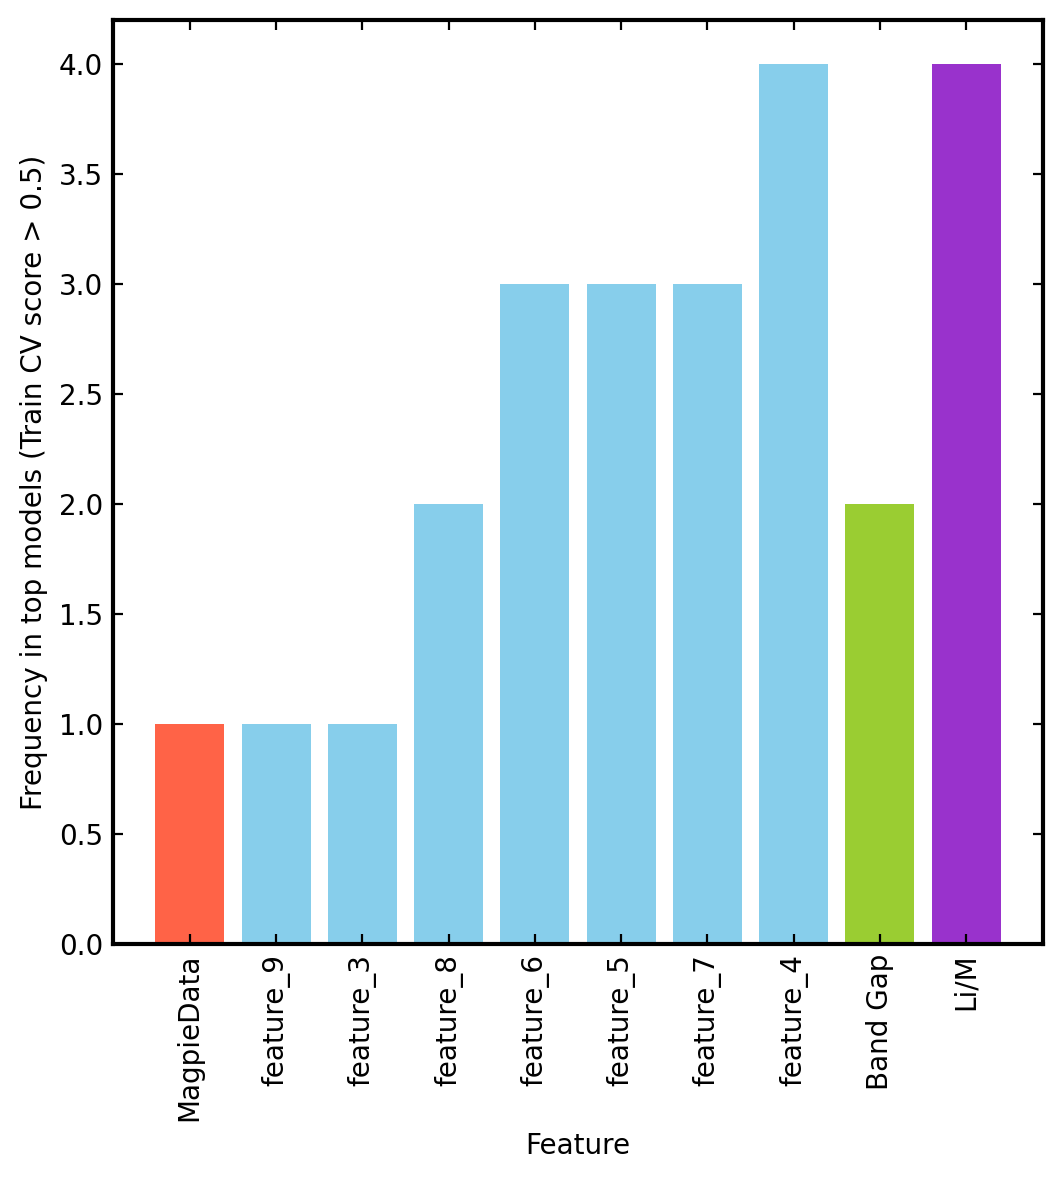 Frequency in top models (Train CV score > 0.5)
4.0
3.5
3.0
2.5
2.0
1.5
1.0
0.5
0.0
MagpieData
feature_9
feature_3
feature_8
feature_6
feature_5
feature_7
feature_4
Band Gap
Li/M
Feature